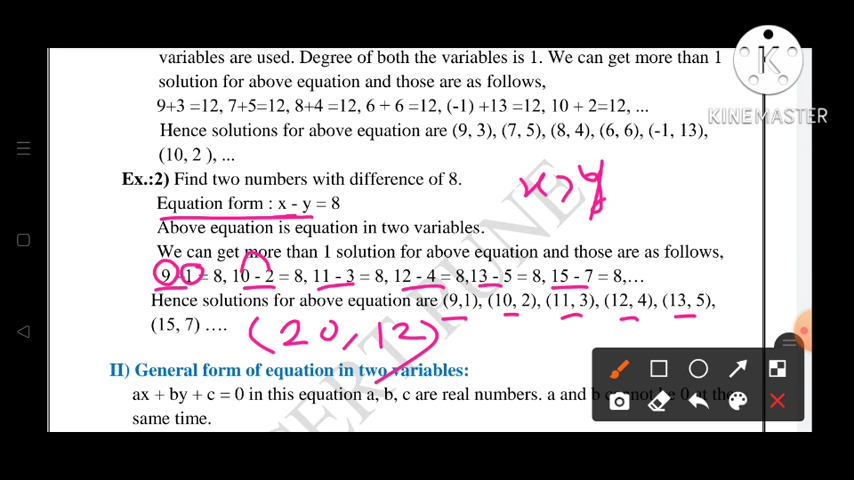 variables are used. Degree of both the variables is 1. We can get more than 1
solution for above equation and those are as follows,
9+3 =12, 7+5=12, 8+4 =12, 6 + 6 =12, (-1) +13 =12, 10 + 2=12, ...
Hence solutions for above equation are (9, 3), (7, 5), (8, 4), (6, 6), (-1, 13),
(10, 2 ), ...
K
KINEMASTER
Ex.:2) Find two numbers with difference of 8.
x > y
Equation form : x - y = 8
Above equation is equation in two variables.
We can get more than 1 solution for above equation and those are as follows,
9 - 1 = 8, 10 - 2 = 8, 11 - 3 = 8, 12 - 4 = 8,13 - 5 = 8, 15 - 7 = 8,…
Hence solutions for above equation are (9,1), (10, 2), (11, 3), (12, 4), (13, 5),
(15, 7) ….
(20, 12)
II) General form of equation in two variables:
ax + by + c = 0 in this equation a, b, c are real numbers. a and b cannot be 0 at the
same time.
PUNE